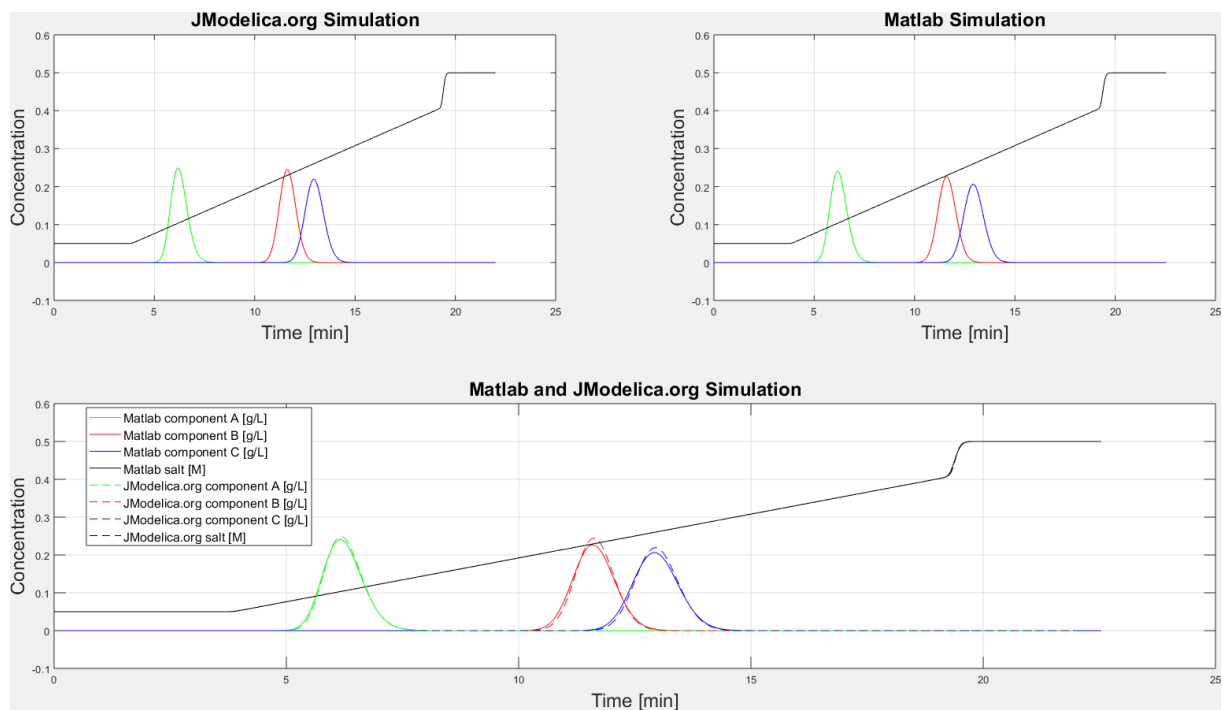 JModelica.org Simulation
0.6
0.5
0.4
0.3
0.2
0.1
0
-0.1
Concentration
0 5 10 15 20 25
Time [min]
Matlab Simulation
0.6
0.5
0.4
0.3
0.2
0.1
0
-0.1
Concentration
0 5 10 15 20 25
Time [min]
Matlab and JModelica.org Simulation
0.6
0.5
0.4
0.3
0.2
0.1
0
-0.1
Concentration
Matlab component A [g/L]
Matlab component B [g/L]
Matlab component C [g/L]
Matlab salt [M]
JModelica.org component A [g/L]
JModelica.org component B [g/L]
JModelica.org component C [g/L]
JModelica.org salt [M]
0 5 10 15 20 25
Time [min]